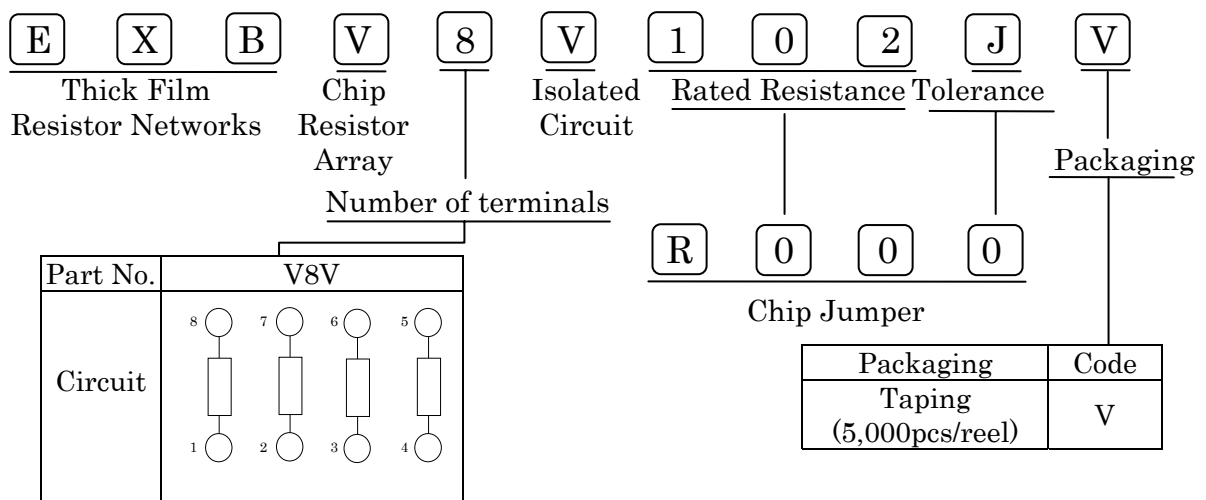 E X B V 8 V 1 0 2 J V
Thick Film
Resistor Networks
Chip
Resistor
Array
Isolated
Circuit
Rated Resistance
Tolerance
Packaging
Number of terminals
R 0 0 0
Chip Jumper
Part No. V8V
Circuit
8 7 6 5
1 2 3 4
Packaging Code
Taping
(5,000pcs/reel)
V